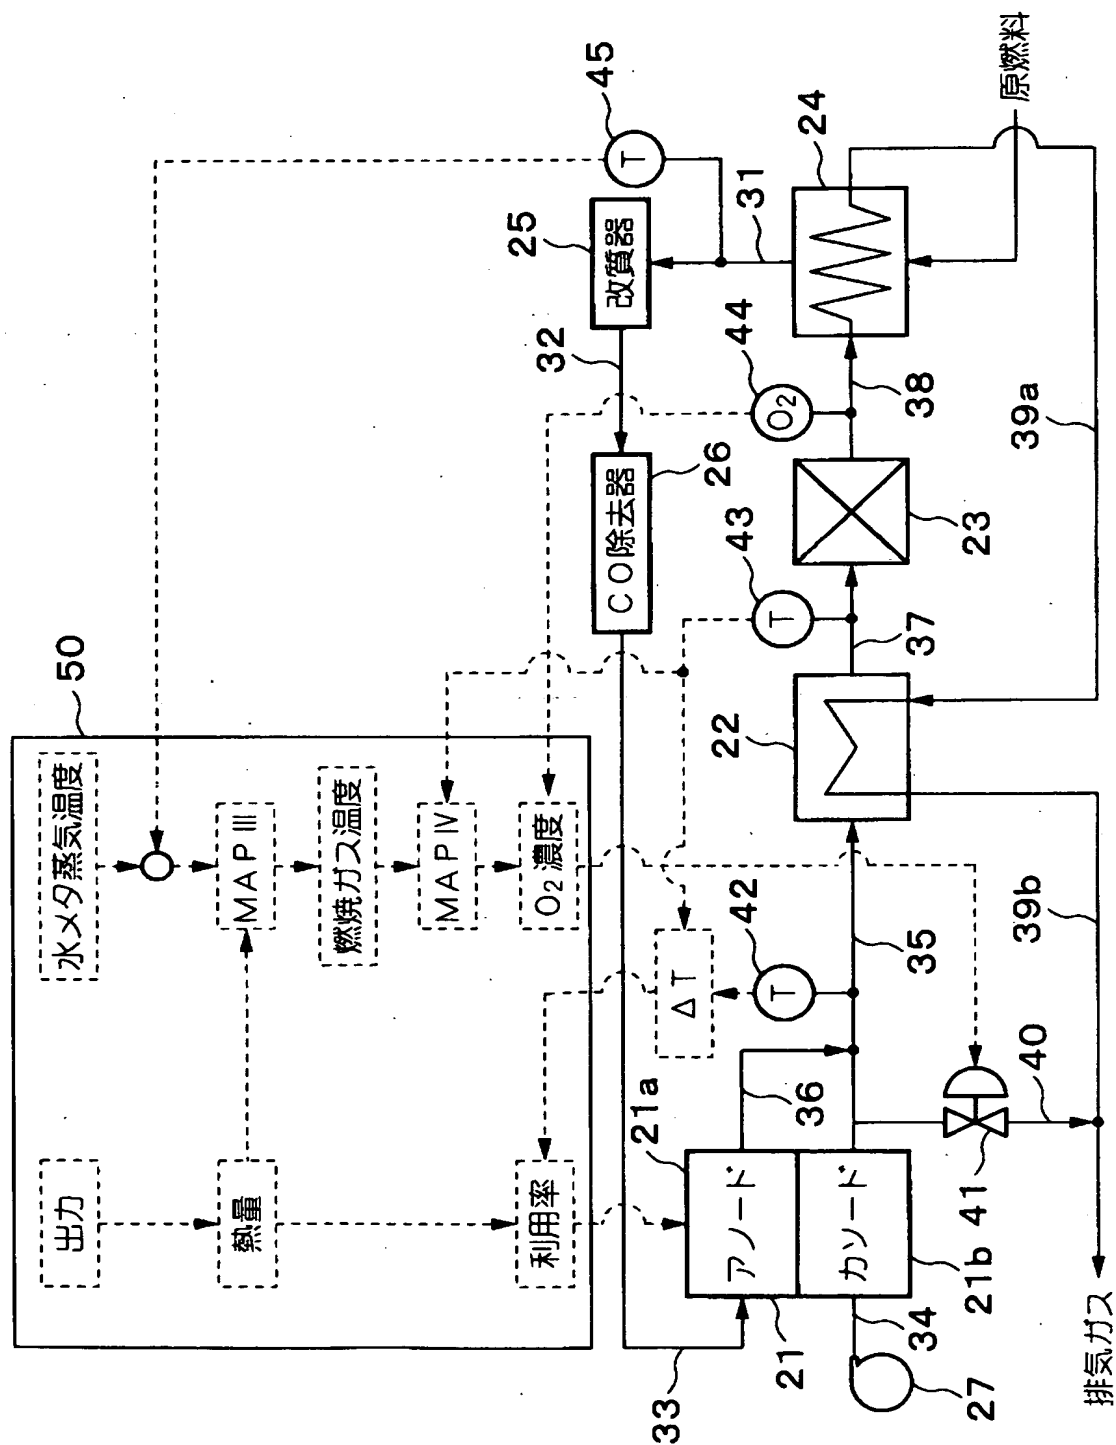 50
水メタ蒸気温度
出力
熱量
MAP III
燃焼ガス温度
MAP IV
利用率
O₂濃度
45
T
25
改質器
32
CO除去器
26
33
31
24
原燃料
44
O₂
38
43
T
23
37
39a
22
ΔT
42
T
35
39b
21a
36
アノード
カソード
21
21b
34
27
41
40
排気ガス